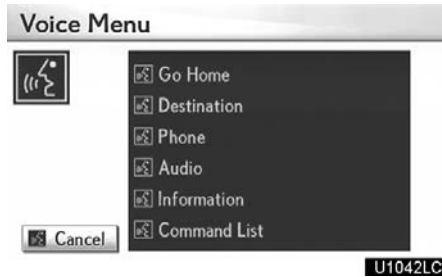 Voice Menu
Go Home
Destination
Phone
Audio
Information
Command List
Cancel
U1042LC